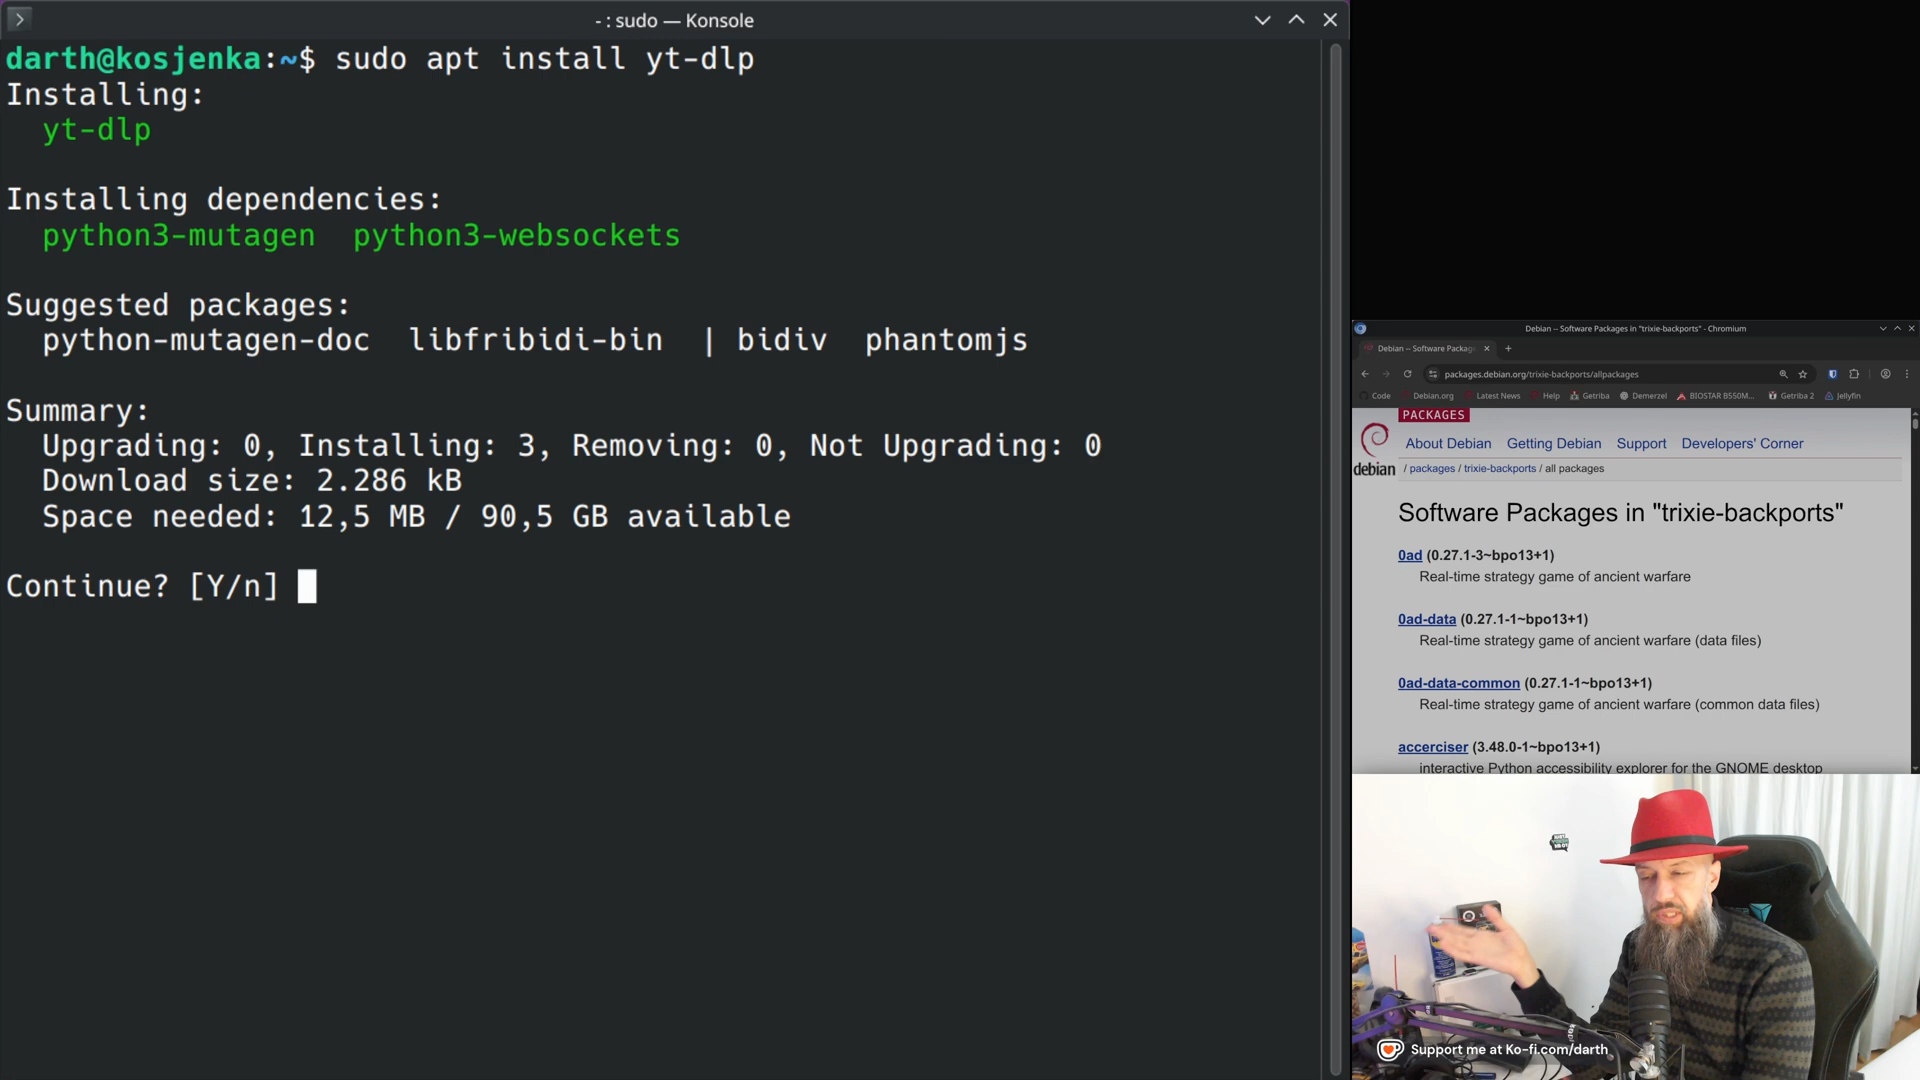 - : sudo — Konsole
darth@kosjenka:~$ sudo apt install yt-dlp
Installing:
yt-dlp
Installing dependencies:
python3-mutagen python3-websockets
Suggested packages:
python-mutagen-doc libfribidi-bin | bidiv phantomjs
Summary:
Upgrading: 0, Installing: 3, Removing: 0, Not Upgrading: 0
Download size: 2.286 kB
Space needed: 12,5 MB / 90,5 GB available
Continue? [Y/n]
Debian -- Software Packages in "trixie-backports" - Chromium
Debian -- Software Packag
packages.debian.org/trixie-backports/allpackages
Code Debian.org Latest News Help Getriba Demerzel BIOSTAR B550M... Getriba 2 Jellyfin
PACKAGES
About Debian Getting Debian Support Developers' Corner
debian / packages / trixie-backports / all packages
Software Packages in "trixie-backports"
0ad (0.27.1-3~bpo13+1)
Real-time strategy game of ancient warfare
0ad-data (0.27.1-1~bpo13+1)
Real-time strategy game of ancient warfare (data files)
0ad-data-common (0.27.1-1~bpo13+1)
Real-time strategy game of ancient warfare (common data files)
accerciser (3.48.0-1~bpo13+1)
interactive Python accessibility explorer for the GNOME desktop
Support me at Ko-fi.com/darth